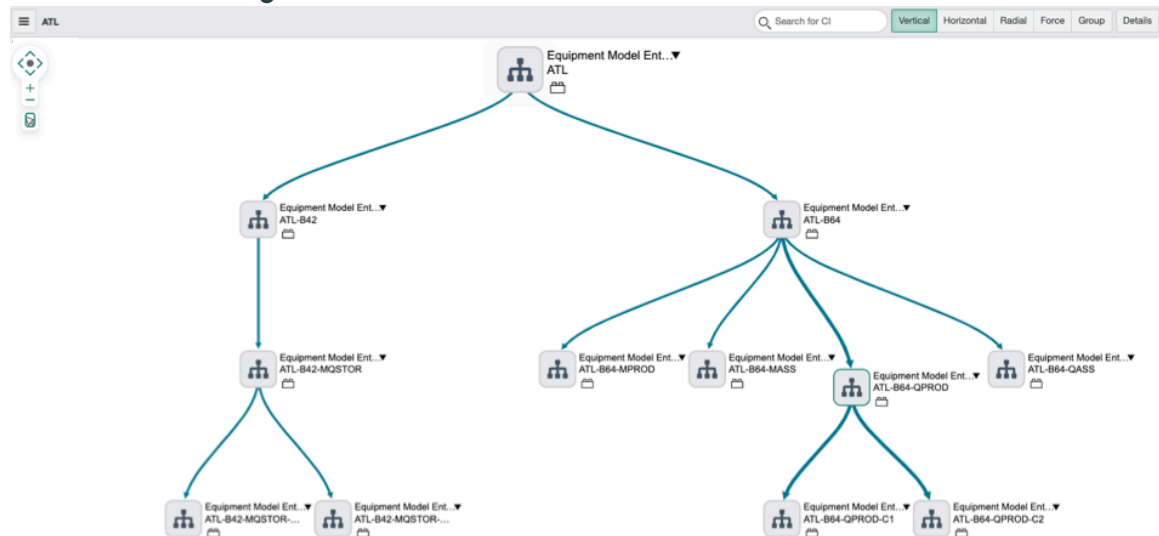 ATL
Search for CI
Vertical
Horizontal
Radial
Force
Group
Details
Equipment Model Ent...
ATL
Equipment Model Ent...
ATL-B42
Equipment Model Ent...
ATL-B64
Equipment Model Ent...
ATL-B42-MQSTOR
Equipment Model Ent...
ATL-B64-MPROD
Equipment Model Ent...
ATL-B64-MASS
Equipment Model Ent...
ATL-B64-QPROD
Equipment Model Ent...
ATL-B64-QASS
Equipment Model Ent...
ATL-B42-MQSTOR-...
Equipment Model Ent...
ATL-B42-MQSTOR-...
Equipment Model Ent...
ATL-B64-QPROD-C1
Equipment Model Ent...
ATL-B64-QPROD-C2